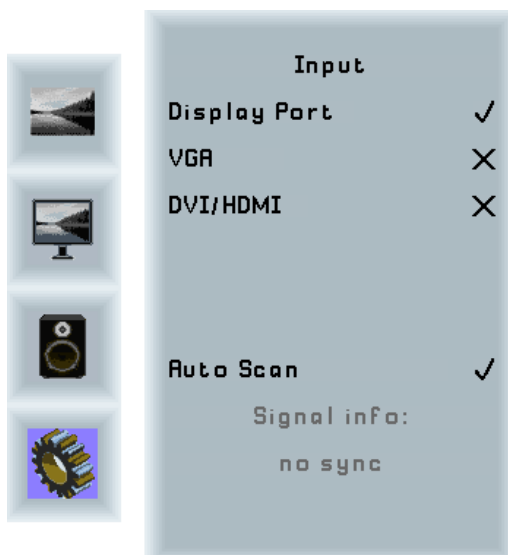 Input
Display Port
VGA
DVI/HDMI
Auto Scan
Signal info:
no sync